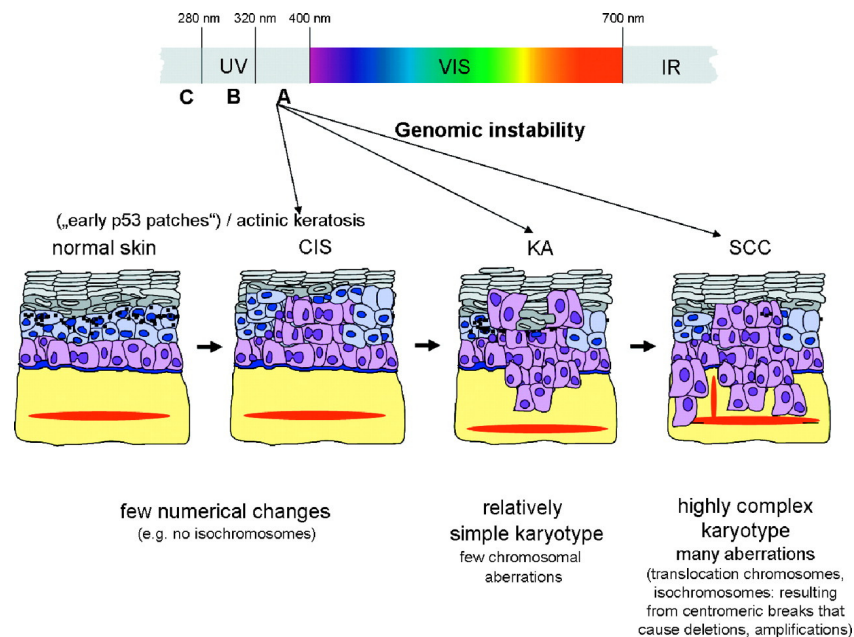 280 nm 320 nm 400 nm 700 nm
UV VIS IR
C B A
Genomic instability
(„early p53 patches“) / actinic keratosis
normal skin CIS KA SCC
few numerical changes
(e.g. no isochromosomes)
relatively
simple karyotype
few chromosomal
aberrations
highly complex
karyotype
many aberrations
(translocation chromosomes,
isochromosomes: resulting
from centromeric breaks that
cause deletions, amplifications)